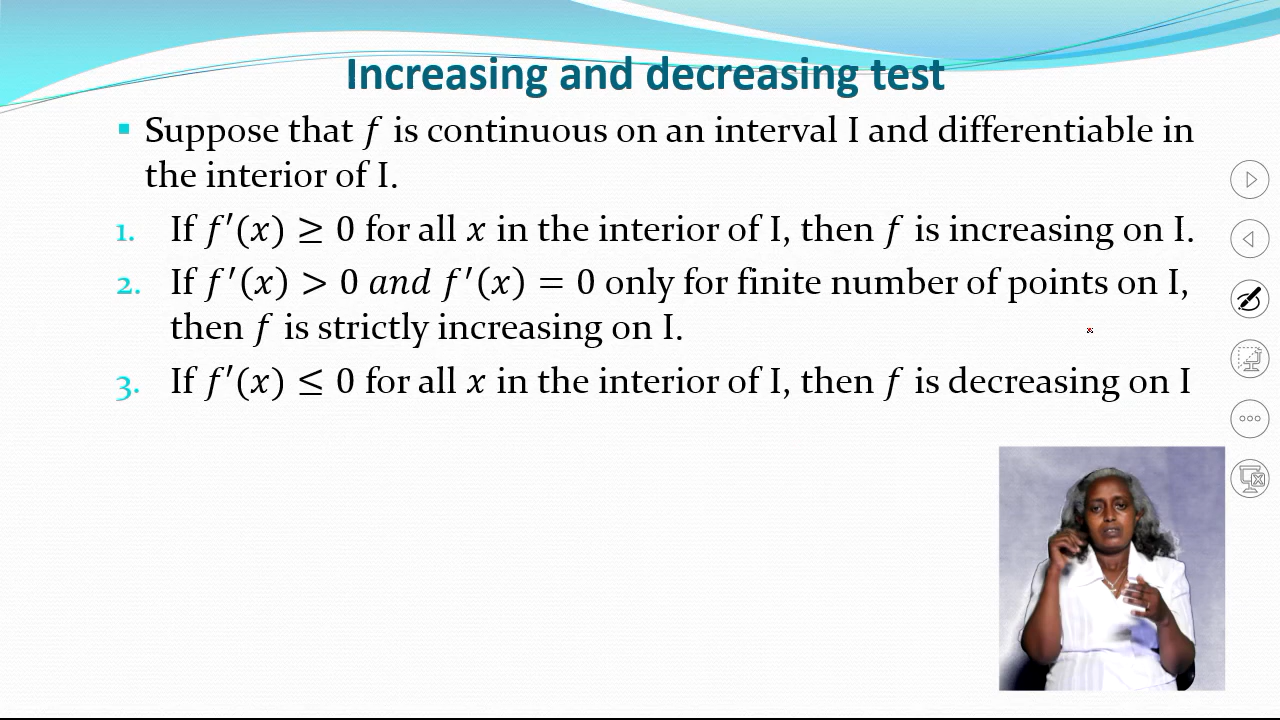 Increasing and decreasing test
▪ Suppose that f is continuous on an interval I and differentiable in
the interior of I.
1. If f′(x) ≥ 0 for all x in the interior of I, then f is increasing on I.
2. If f′(x) > 0 and f′(x) = 0 only for finite number of points on I,
then f is strictly increasing on I.
3. If f′(x) ≤ 0 for all x in the interior of I, then f is decreasing on I